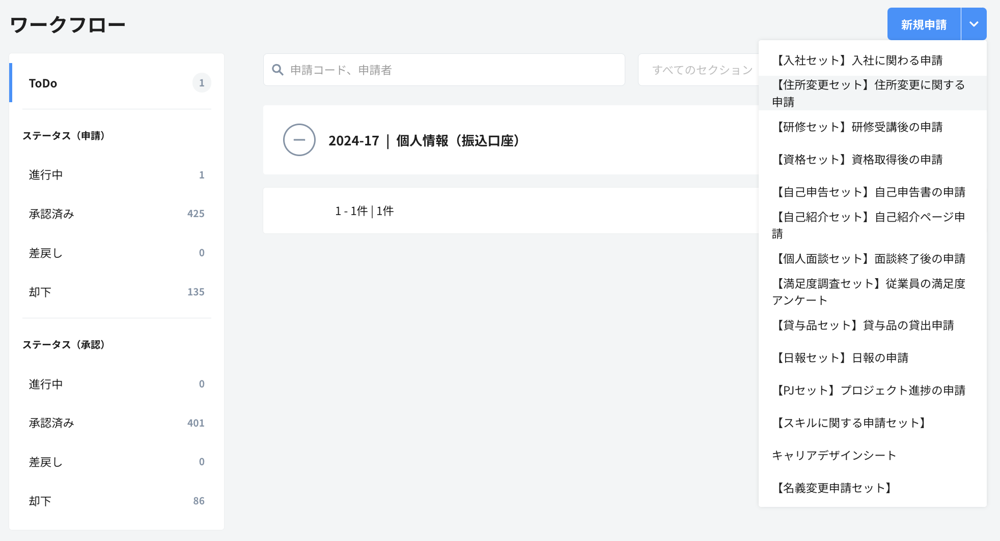 ワークフロー
新規申請
ToDo
1
ステータス（申請）
進行中
1
承認済み
425
差戻し
0
却下
135
ステータス（承認）
進行中
0
承認済み
401
差戻し
0
却下
86
申請コード、申請者
すべてのセクション
2024-17 | 個人情報（振込口座）
1 - 1件 | 1件
【入社セット】入社に関わる申請
【住所変更セット】住所変更に関する
申請
【研修セット】研修受講後の申請
【資格セット】資格取得後の申請
【自己申告セット】自己申告書の申請
【自己紹介セット】自己紹介ページ申
請
【個人面談セット】面談終了後の申請
【満足度調査セット】従業員の満足度
アンケート
【貸与品セット】貸与品の貸出申請
【日報セット】日報の申請
【PJセット】プロジェクト進捗の申請
【スキルに関する申請セット】
キャリアデザインシート
【名義変更申請セット】